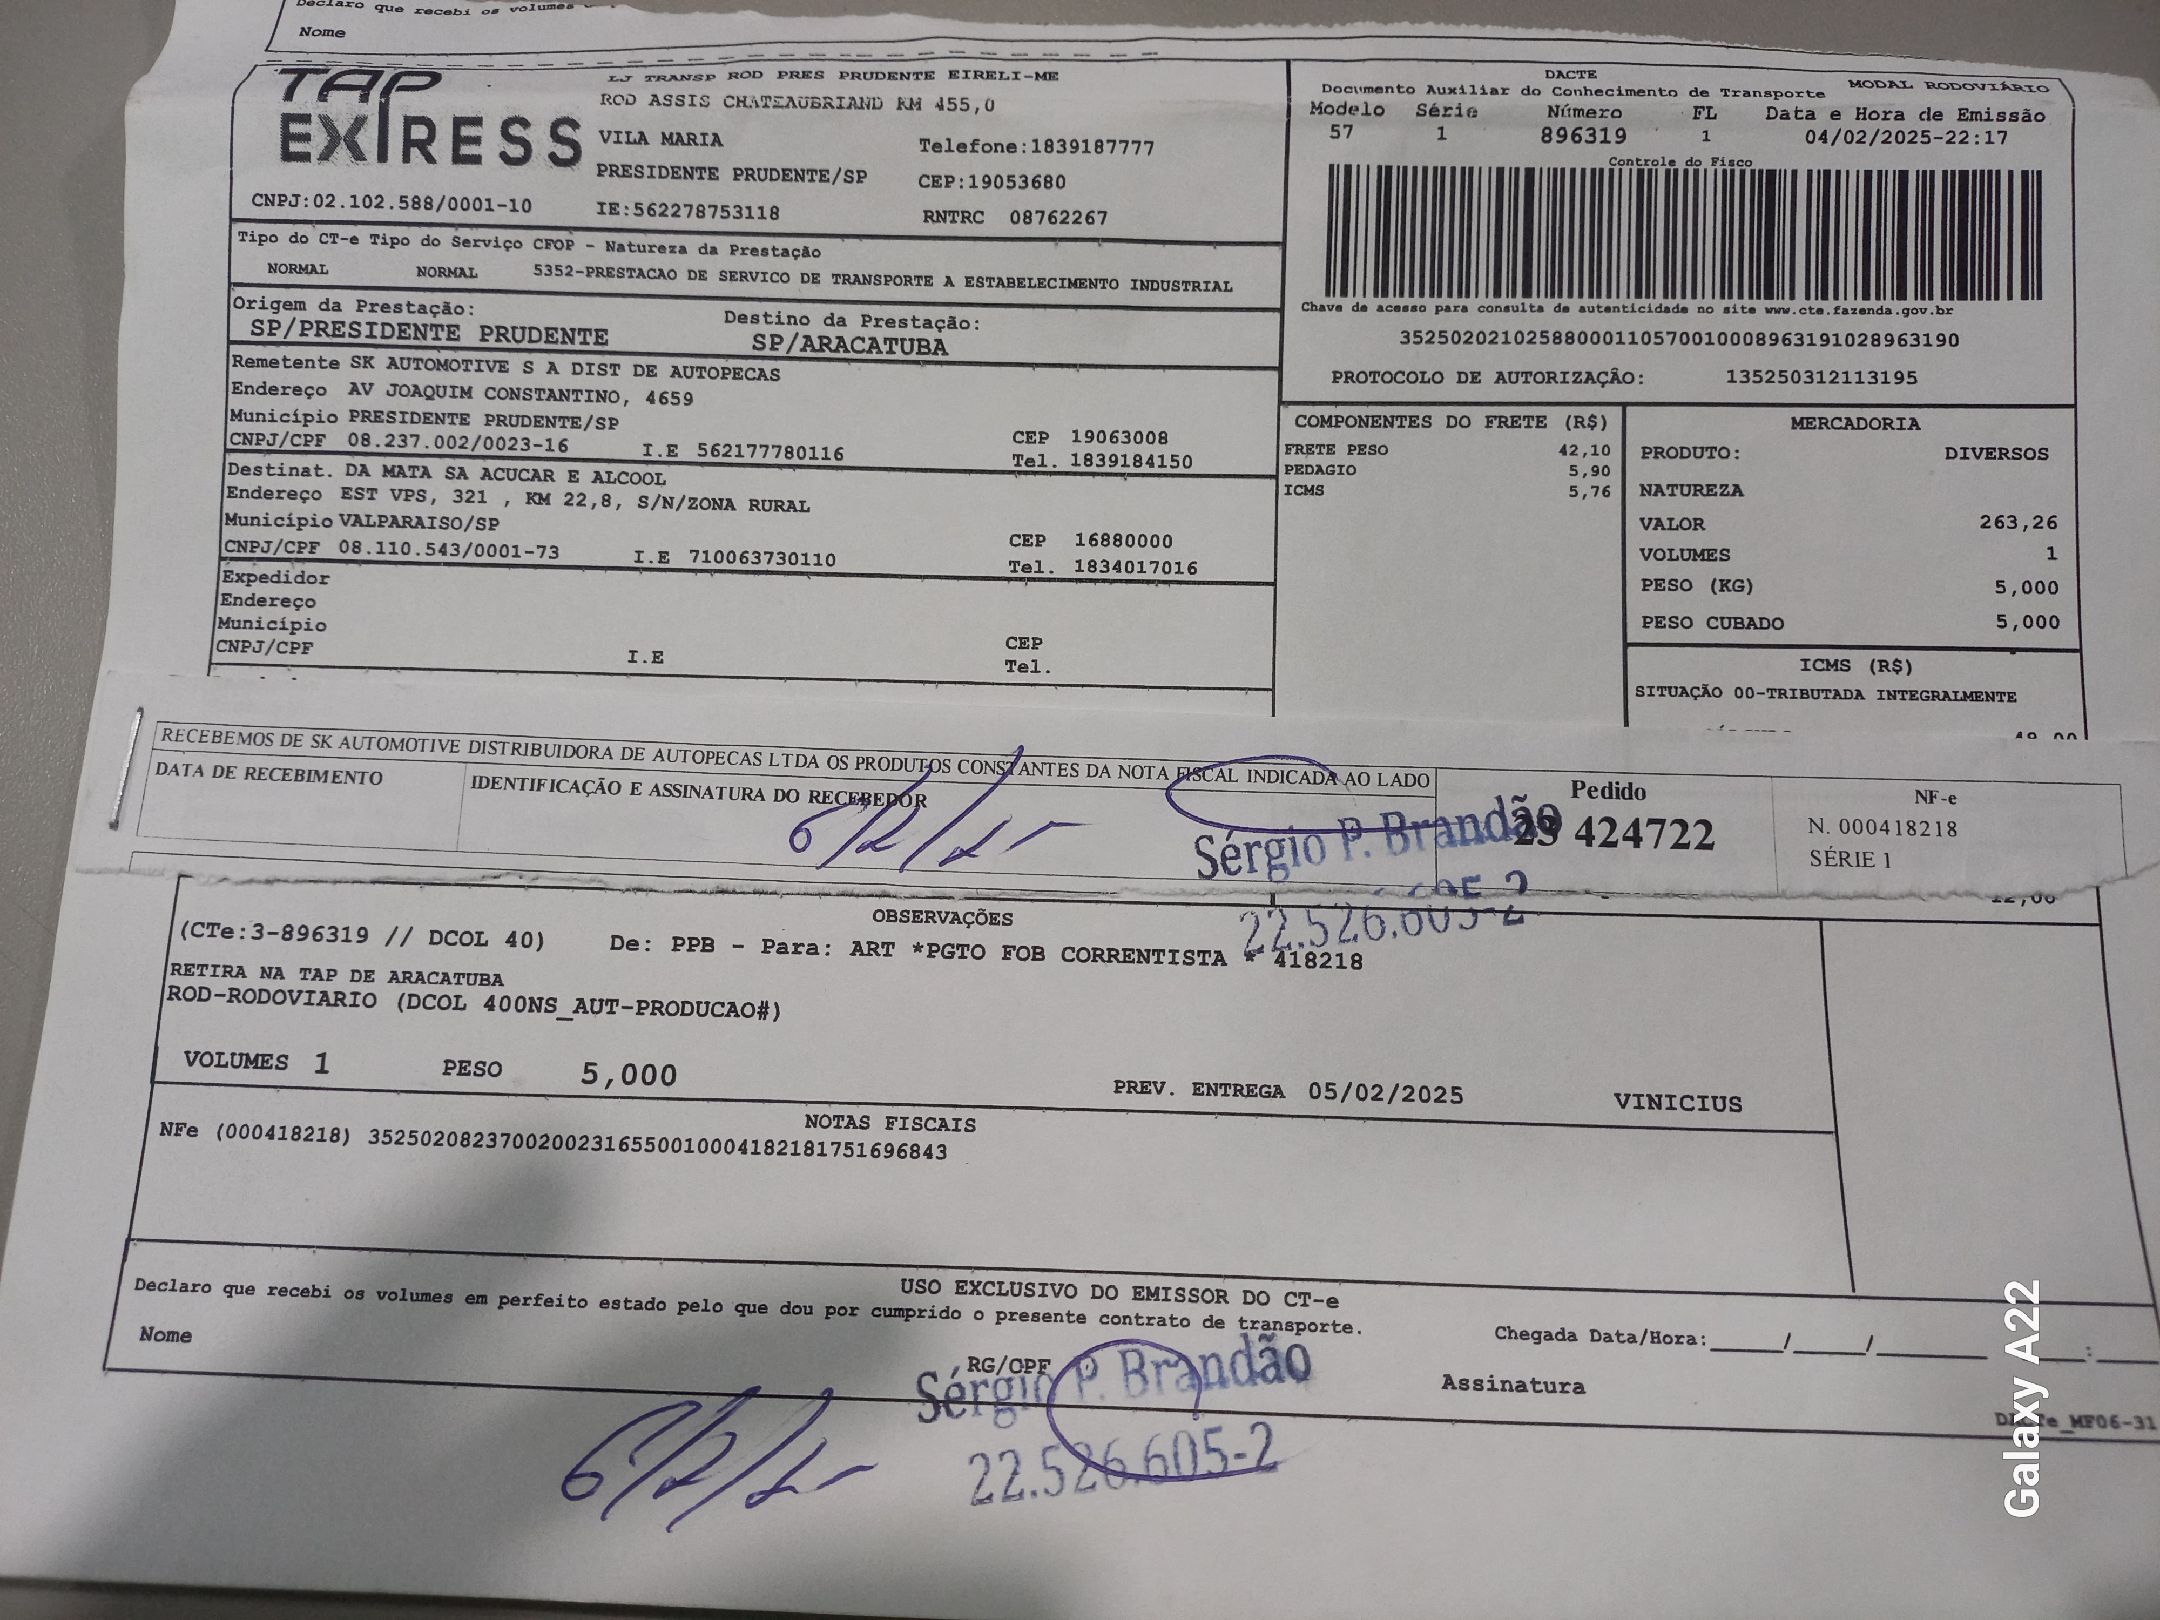 Declaro que recebi os volumes
Nome
TAP EXPRESS
LJ TRANSP ROD PRES PRUDENTE EIRELI-ME
ROD ASSIS CHATEAUBRIAND KM 455,0
VILA MARIA Telefone:1839187777
PRESIDENTE PRUDENTE/SP CEP:19053680
CNPJ:02.102.588/0001-10 IE:562278753118 RNTRC 08762267
DACTE MODAL RODOVIÁRIO
Documento Auxiliar do Conhecimento de Transporte
Modelo Série Número FL Data e Hora de Emissão
57 1 896319 1 04/02/2025-22:17
Controle do Fisco
Chave de acesso para consulta de autenticidade no site www.cte.fazenda.gov.br
35250202102588000110570010008963191028963190
PROTOCOLO DE AUTORIZAÇÃO: 135250312113195
Tipo do CT-e Tipo do Serviço CFOP - Natureza da Prestação
NORMAL NORMAL 5352-PRESTACAO DE SERVICO DE TRANSPORTE A ESTABELECIMENTO INDUSTRIAL
Origem da Prestação: Destino da Prestação:
SP/PRESIDENTE PRUDENTE SP/ARACATUBA
Remetente SK AUTOMOTIVE S A DIST DE AUTOPECAS
Endereço AV JOAQUIM CONSTANTINO, 4659
Município PRESIDENTE PRUDENTE/SP CEP 19063008
CNPJ/CPF 08.237.002/0023-16 I.E 562177780116 Tel. 1839184150
Destinat. DA MATA SA ACUCAR E ALCOOL
Endereço EST VPS, 321 , KM 22,8, S/N/ZONA RURAL
Município VALPARAISO/SP CEP 16880000
CNPJ/CPF 08.110.543/0001-73 I.E 710063730110 Tel. 1834017016
Expedidor
Endereço
Município CEP
CNPJ/CPF I.E Tel.
COMPONENTES DO FRETE (R$)
FRETE PESO 42,10
PEDAGIO 5,90
ICMS 5,76
MERCADORIA
PRODUTO: DIVERSOS
NATUREZA
VALOR 263,26
VOLUMES 1
PESO (KG) 5,000
PESO CUBADO 5,000
ICMS (R$)
SITUAÇÃO 00-TRIBUTADA INTEGRALMENTE
RECEBEMOS DE SK AUTOMOTIVE DISTRIBUIDORA DE AUTOPECAS LTDA OS PRODUTOS CONSTANTES DA NOTA FISCAL INDICADA AO LADO
DATA DE RECEBIMENTO IDENTIFICAÇÃO E ASSINATURA DO RECEBEDOR
6/2/25
Sérgio P. Brandão
22.526.605-2
Pedido
23 424722
NF-e
N. 000418218
SÉRIE 1
12,00
OBSERVAÇÕES
(CTe:3-896319 // DCOL 40) De: PPB - Para: ART *PGTO FOB CORRENTISTA * 418218
RETIRA NA TAP DE ARACATUBA
ROD-RODOVIARIO (DCOL 400NS_AUT-PRODUCAO#)
VOLUMES 1 PESO 5,000 PREV. ENTREGA 05/02/2025 VINICIUS
NOTAS FISCAIS
NFe (000418218) 35250208237002002316550010004182181751696843
USO EXCLUSIVO DO EMISSOR DO CT-e
Declaro que recebi os volumes em perfeito estado pelo que dou por cumprido o presente contrato de transporte.
Chegada Data/Hora:____/____/______ ____:____
Nome RG/CPF Assinatura
Sérgio P. Brandão
22.526.605-2
6/2/25
Galaxy A22